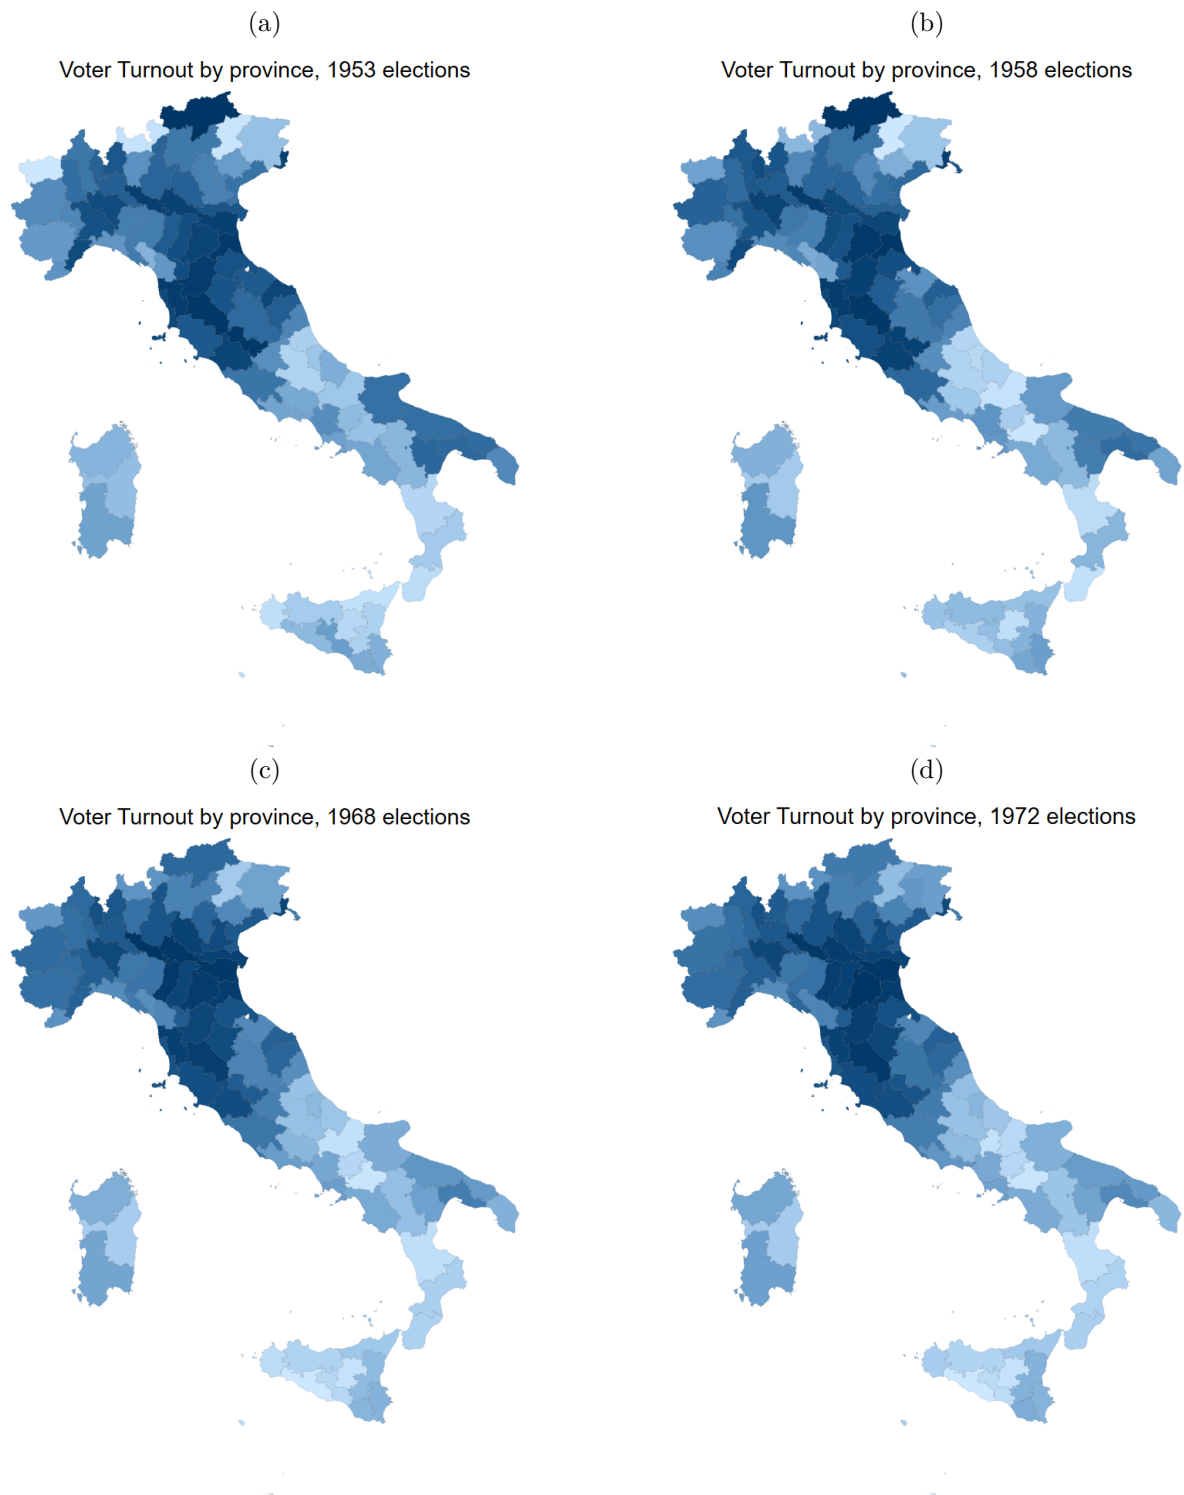 (a)
Voter Turnout by province, 1953 elections
(b)
Voter Turnout by province, 1958 elections
(c)
Voter Turnout by province, 1968 elections
(d)
Voter Turnout by province, 1972 elections